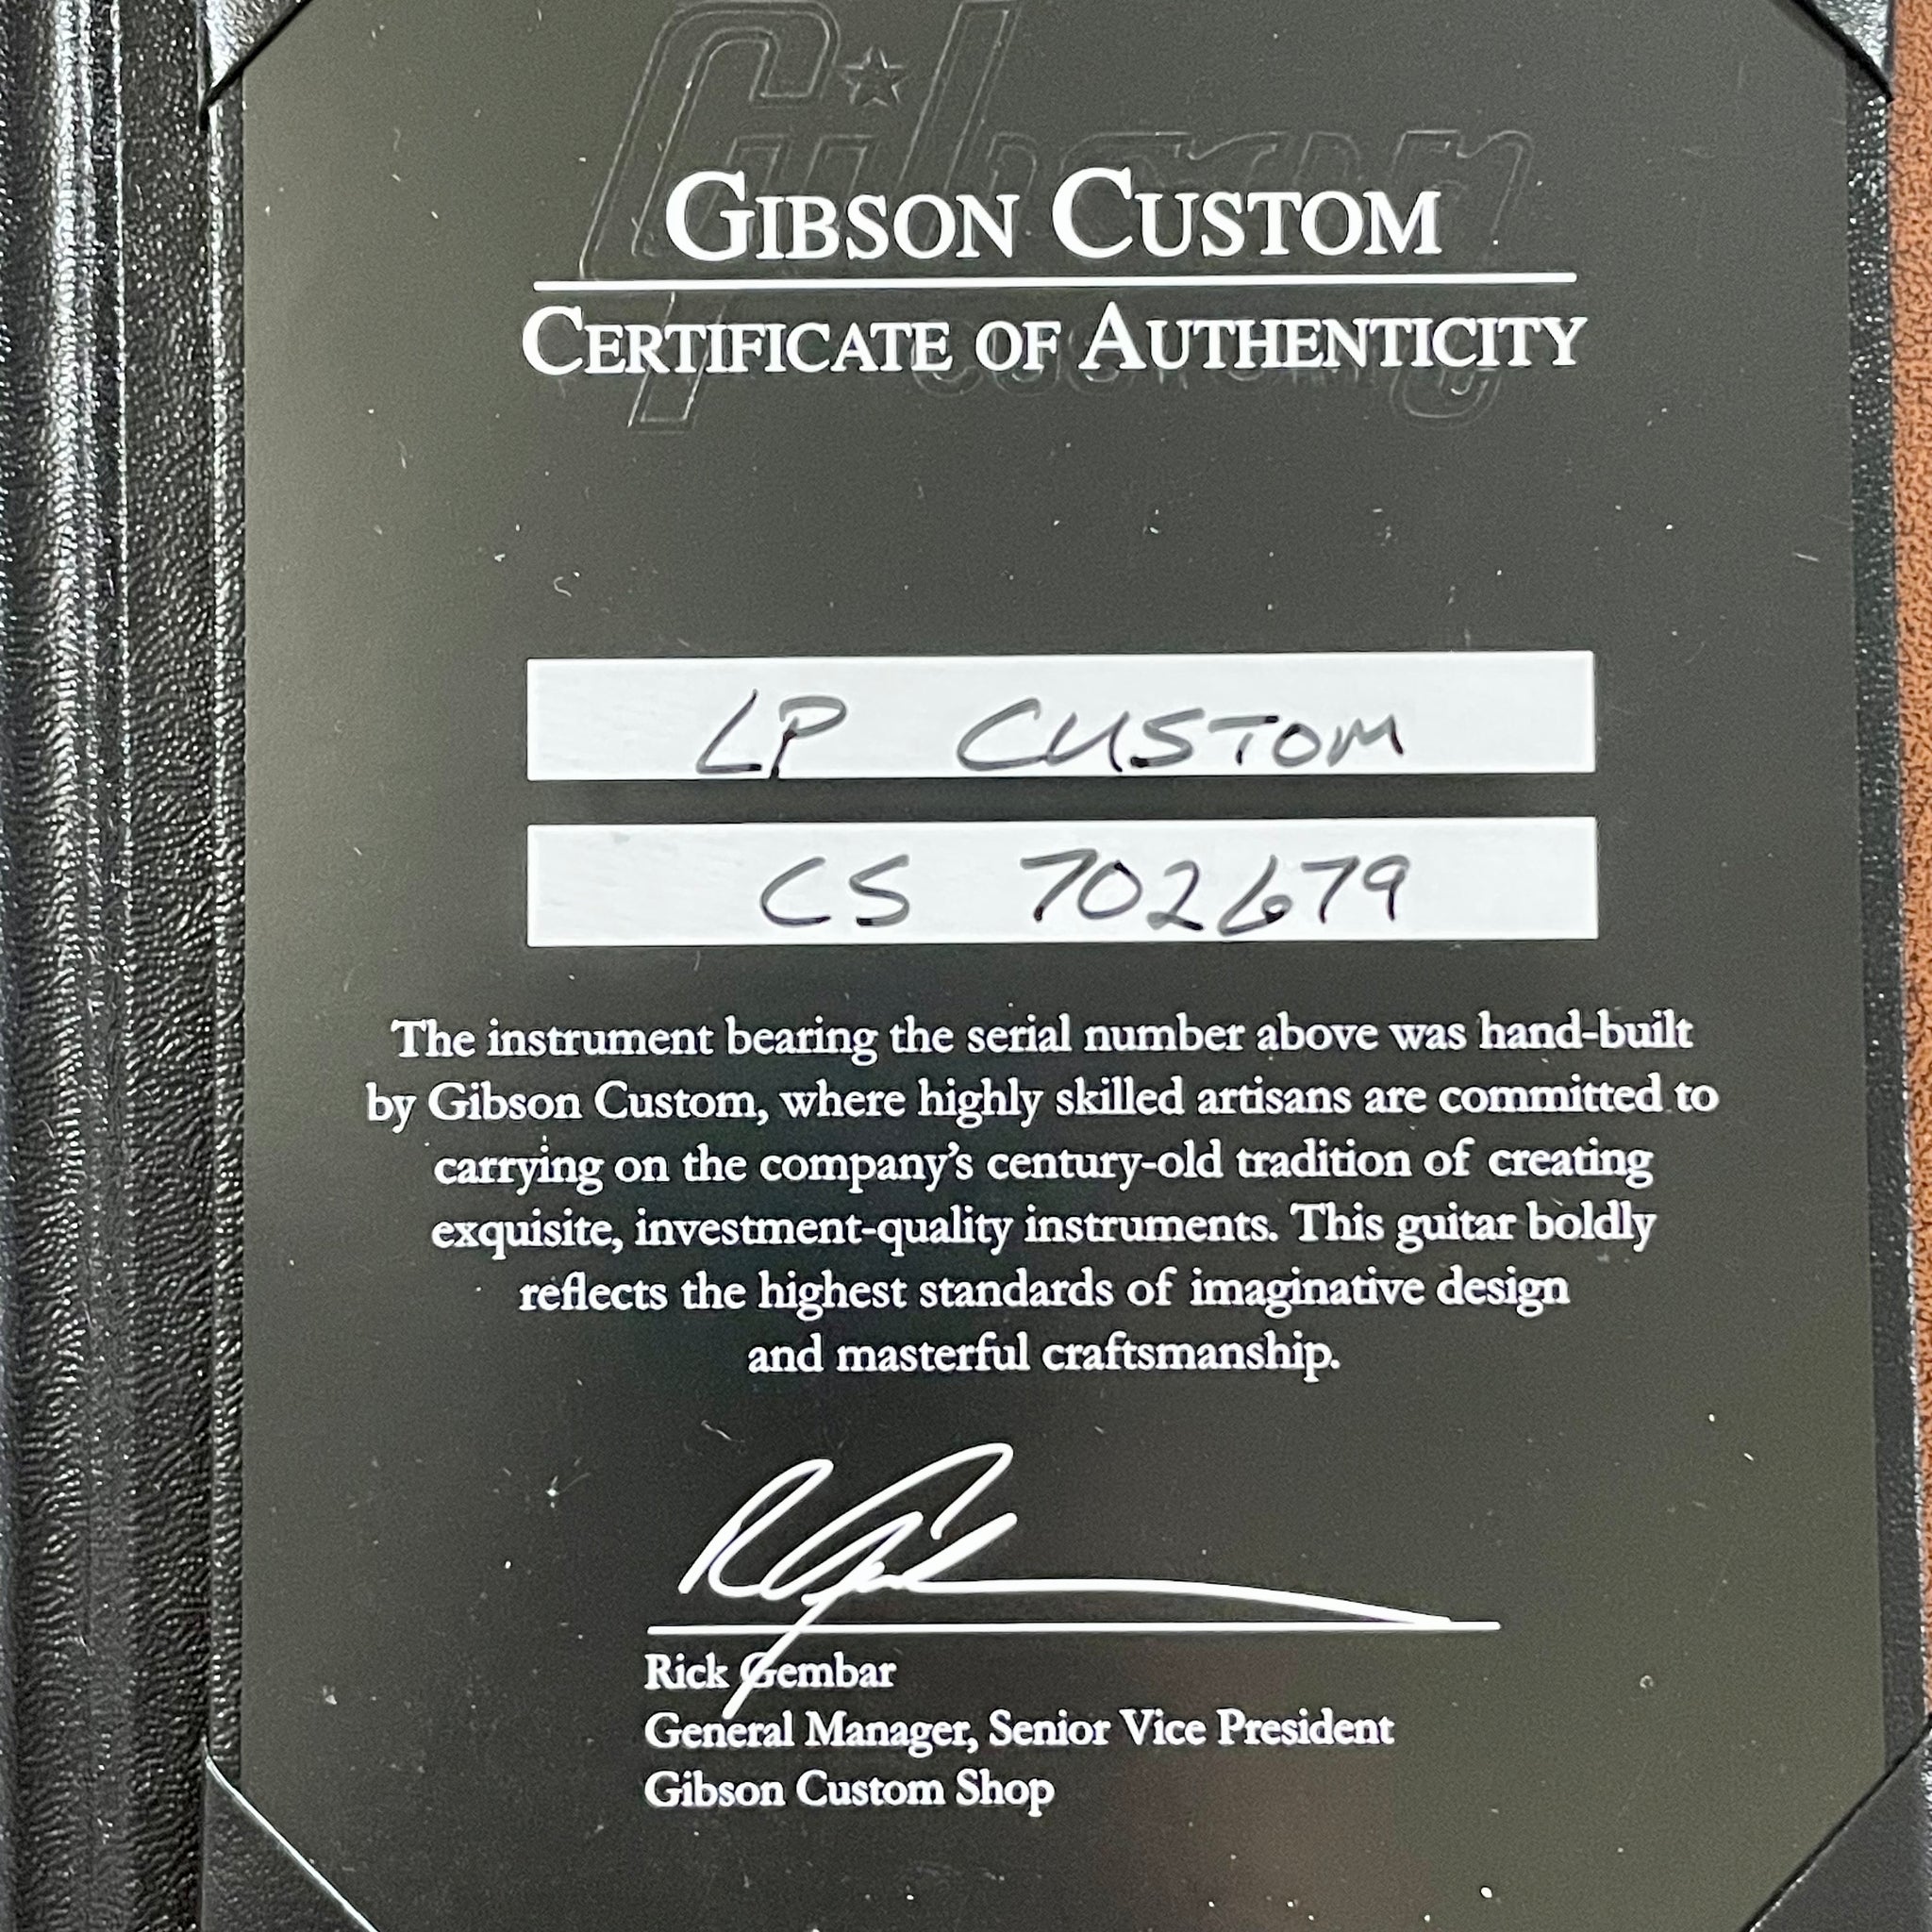 Gibson
Custom
GIBSON CUSTOM
CERTIFICATE OF AUTHENTICITY
LP CUSTOM
CS 702679
The instrument bearing the serial number above was hand-built
by Gibson Custom, where highly skilled artisans are committed to
carrying on the company's century-old tradition of creating
exquisite, investment-quality instruments. This guitar boldly
reflects the highest standards of imaginative design
and masterful craftsmanship.
Rick Gembar
General Manager, Senior Vice President
Gibson Custom Shop